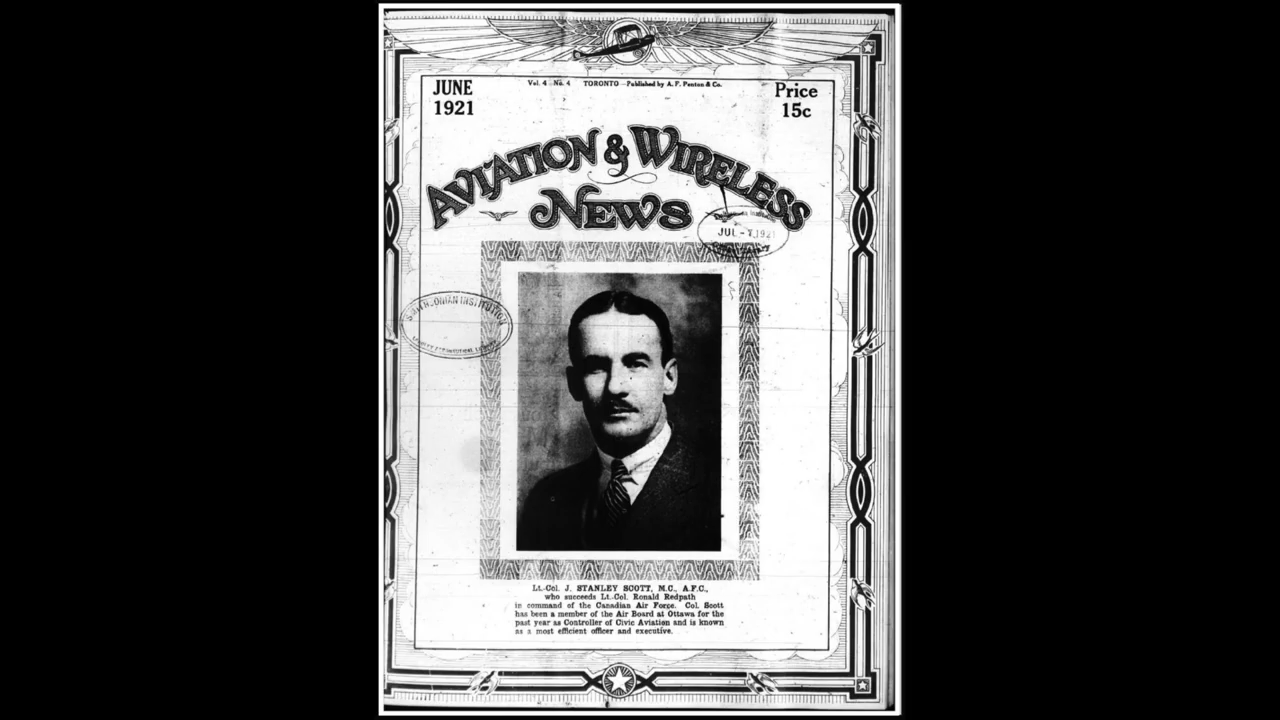 JUNE
1921
Vol. 4 No. 4 TORONTO—Published by A. F. Penton & Co.
Price
15c
AVIATION & WIRELESS
NEWS
JUL - 7 1921
SMITHSONIAN INSTITUTION
Lt.-Col. J. STANLEY SCOTT, M.C., A.F.C.,
who succeeds Lt.-Col. Ronald Redpath
in command of the Canadian Air Force. Col. Scott
has been a member of the Air Board at Ottawa for the
past year as Controller of Civic Aviation and is known
as a most efficient officer and executive.